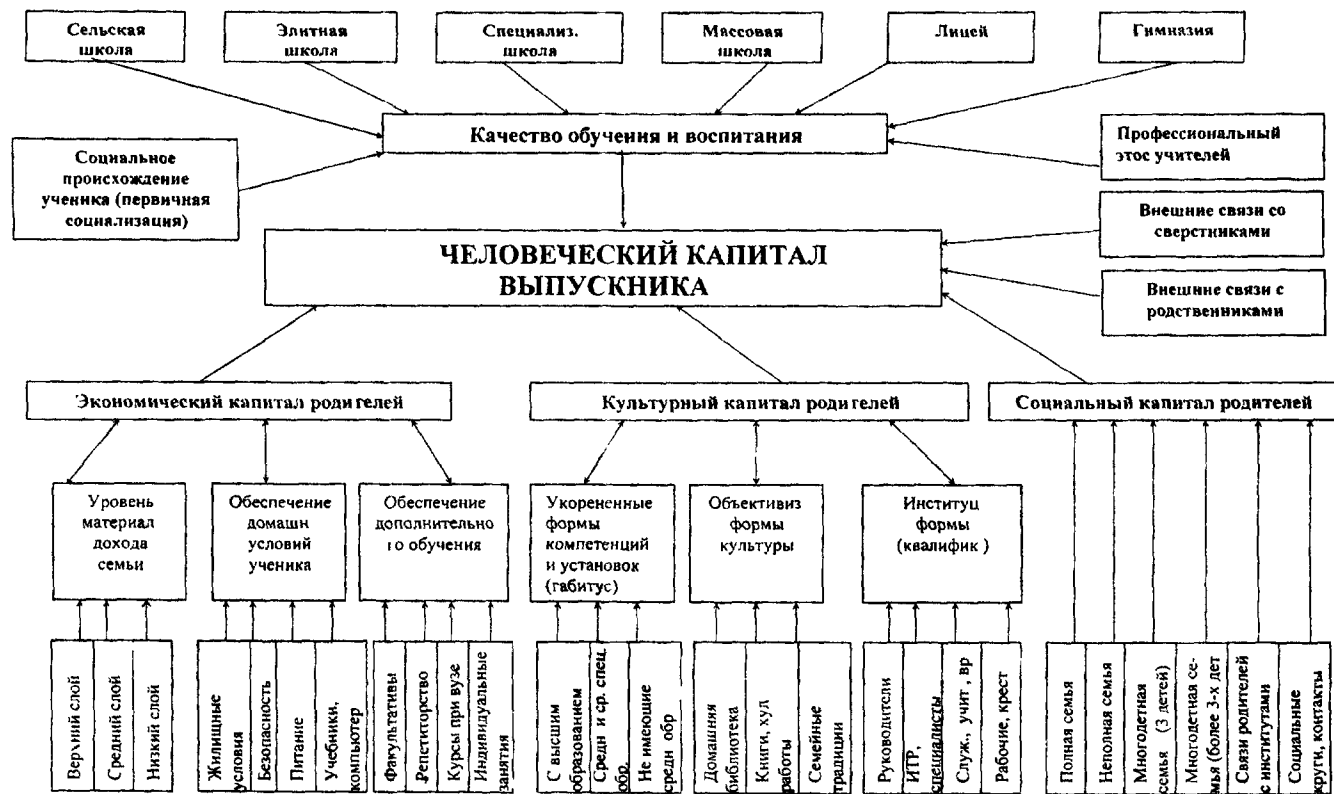 Сельская
школа
Элитная
школа
Специализ.
школа
Массовая
школа
Лицей
Гимназия
Качество обучения и воспитания
Социальное
происхождение
ученика (первичная
социализация)
Профессиональный
этос учителей
Внешние связи со
сверстниками
Внешние связи с
родственниками
ЧЕЛОВЕЧЕСКИЙ КАПИТАЛ
ВЫПУСКНИКА
Экономический капитал родителей
Культурный капитал родителей
Социальный капитал родителей
Уровень
материал
дохода
семьи
Обеспечение
домашн
условий
ученика
Обеспечение
дополнительно
го обучения
Укорененные
формы
компетенций
и установок
(габитус)
Объективиз
формы
культуры
Институц
формы
(квалифик )
Верхний слой
Средний слой
Низкий слой
Жилищные
условия
Безопасность
Питание
Учебники,
компьютер
Факультативы
Репетиторство
Курсы при вузе
Индивидуальные
занятия
С высшим
образованием
Средн и ср. спец.
обр.
Не имеющие
средн обр
Домашняя
библиотека
Книги, худ
работы
Семейные
традиции
Руководители
ИТР,
специалисты
Служ., учит , вр
Рабочие, крест
Полная семья
Неполная семья
Многодетная
семья (3 детей)
Многодетная се-
мья (более 3-х дет
Связи родителей
с институтами
Социальные
круги, контакты